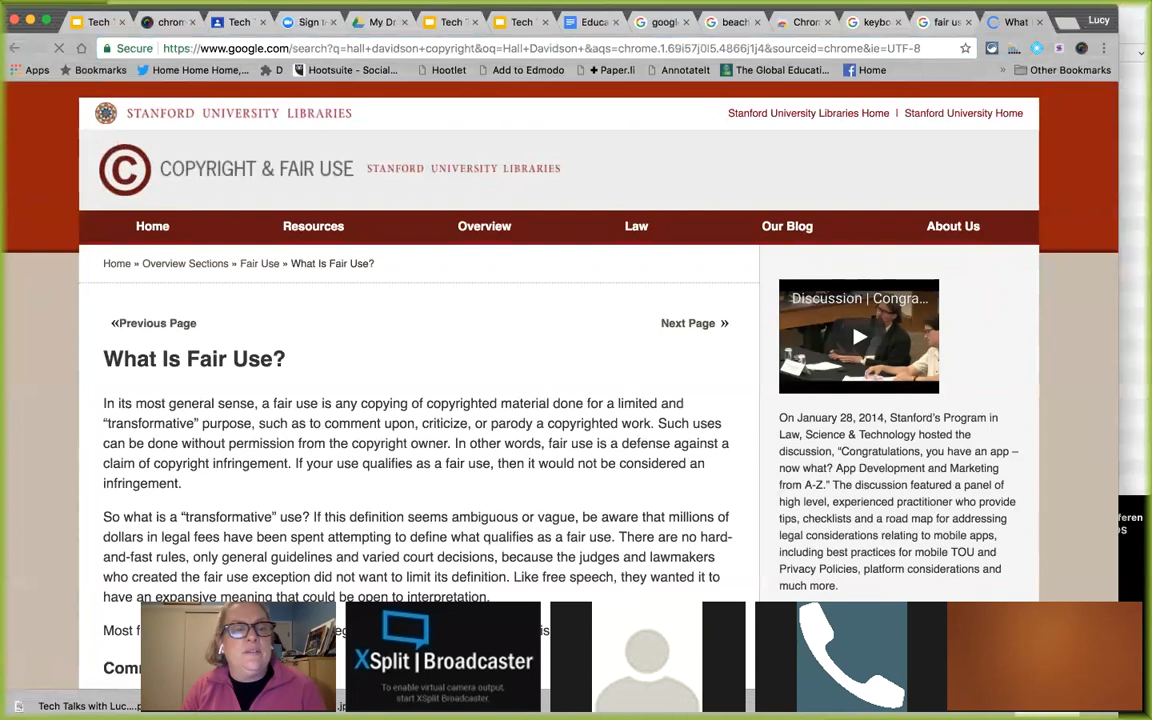 Tech
chrom
Tech
Sign I
My Dr
Tech
Tech
Educa
googl
beach
Chrom
keybo
fair us
What I
Lucy
Secure https://www.google.com/search?q=hall+davidson+copyright&oq=Hall+Davidson+&aqs=chrome.1.69i57j0l5.4866j1j4&sourceid=chrome&ie=UTF-8
Apps Bookmarks Home Home Home,... D Hootsuite - Social... Hootlet Add to Edmodo + Paper.li AnnotateIt The Global Educati... Home » Other Bookmarks
STANFORD UNIVERSITY LIBRARIES
Stanford University Libraries Home | Stanford University Home
C COPYRIGHT & FAIR USE STANFORD UNIVERSITY LIBRARIES
Home Resources Overview Law Our Blog About Us
Home » Overview Sections » Fair Use » What Is Fair Use?
«Previous Page
Next Page »
What Is Fair Use?
In its most general sense, a fair use is any copying of copyrighted material done for a limited and
“transformative” purpose, such as to comment upon, criticize, or parody a copyrighted work. Such uses
can be done without permission from the copyright owner. In other words, fair use is a defense against a
claim of copyright infringement. If your use qualifies as a fair use, then it would not be considered an
infringement.
So what is a “transformative” use? If this definition seems ambiguous or vague, be aware that millions of
dollars in legal fees have been spent attempting to define what qualifies as a fair use. There are no hard-
and-fast rules, only general guidelines and varied court decisions, because the judges and lawmakers
who created the fair use exception did not want to limit its definition. Like free speech, they wanted it to
have an expansive meaning that could be open to interpretation.
Most f
is
Comm
Discussion | Congra...
On January 28, 2014, Stanford's Program in
Law, Science & Technology hosted the
discussion, “Congratulations, you have an app –
now what? App Development and Marketing
from A-Z.” The discussion featured a panel of
high level, experienced practitioner who provide
tips, checklists and a road map for addressing
legal considerations relating to mobile apps,
including best practices for mobile TOU and
Privacy Policies, platform considerations and
much more.
feren
XSplit | Broadcaster
To enable virtual camera output,
start XSplit Broadcaster.
Tech Talks with Luc....p